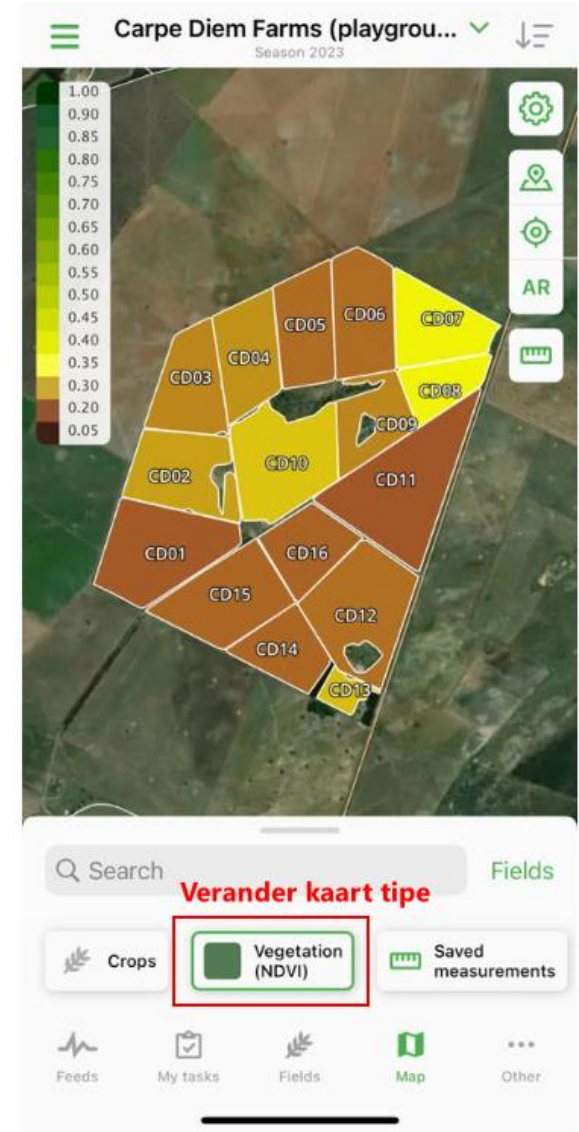 Carpe Diem Farms (playgrou...
Season 2023
1.00
0.90
0.85
0.80
0.75
0.70
0.65
0.60
0.55
0.50
0.45
0.40
0.35
0.30
0.20
0.05
AR
CD05
CD06
CD07
CD04
CD03
CD08
CD09
CD10
CD02
CD11
CD01
CD16
CD15
CD12
CD14
CD13
Search
Fields
Verander kaart tipe
Crops
Vegetation
(NDVI)
Saved
measurements
Feeds
My tasks
Fields
Map
Other